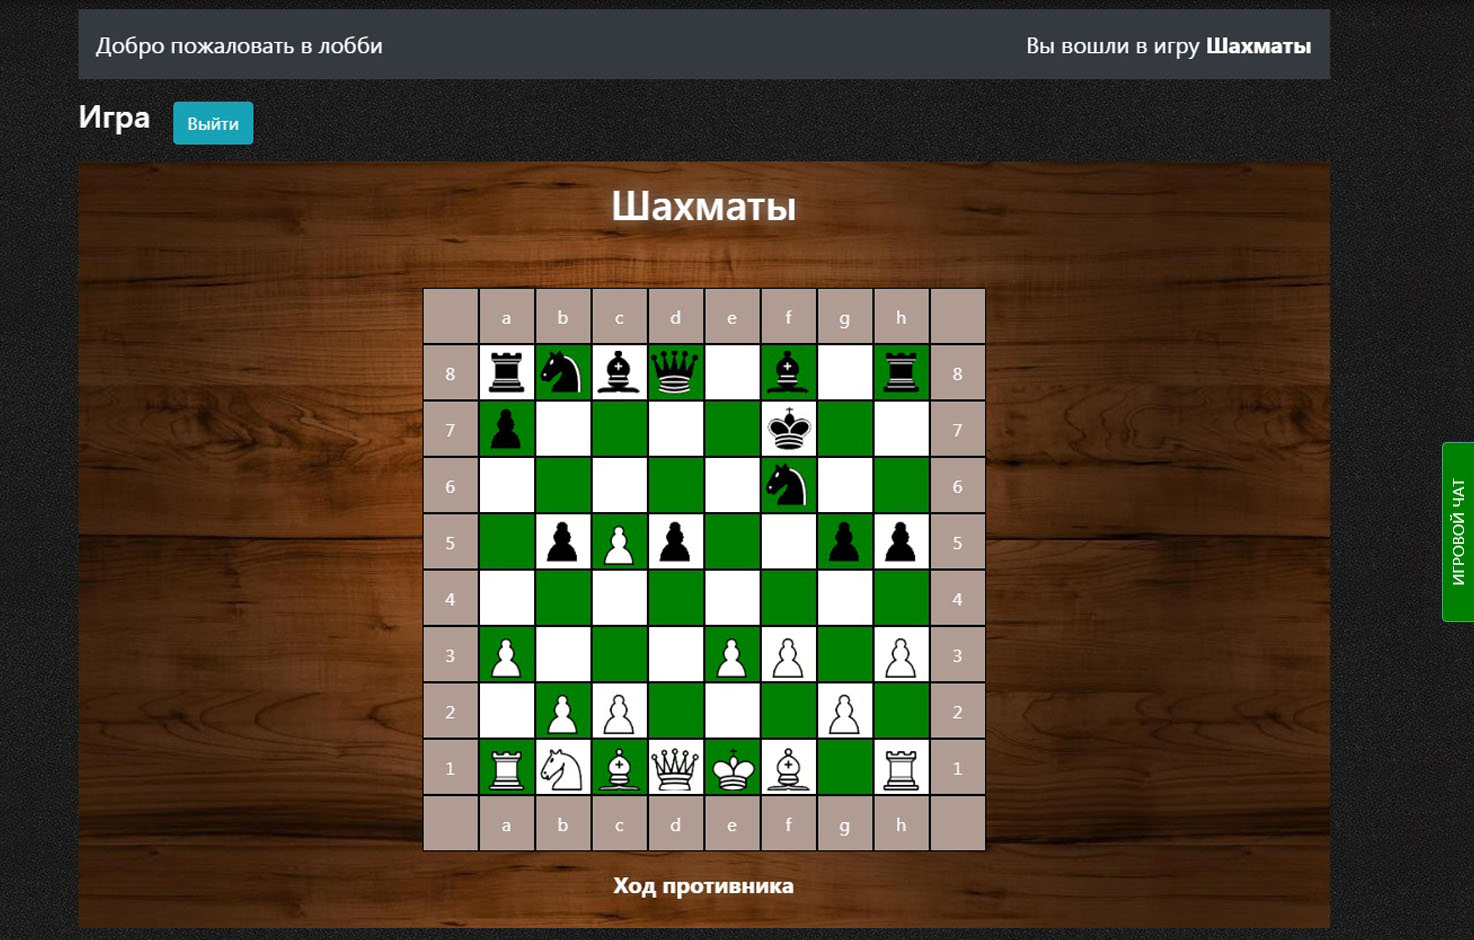 Добро пожаловать в лобби
Вы вошли в игру Шахматы
Игра
Выйти
Шахматы
a b c d e f g h
8 8
7 7
6 6
5 5
4 4
3 3
2 2
1 1
a b c d e f g h
Ход противника
ИГРОВОЙ ЧАТ